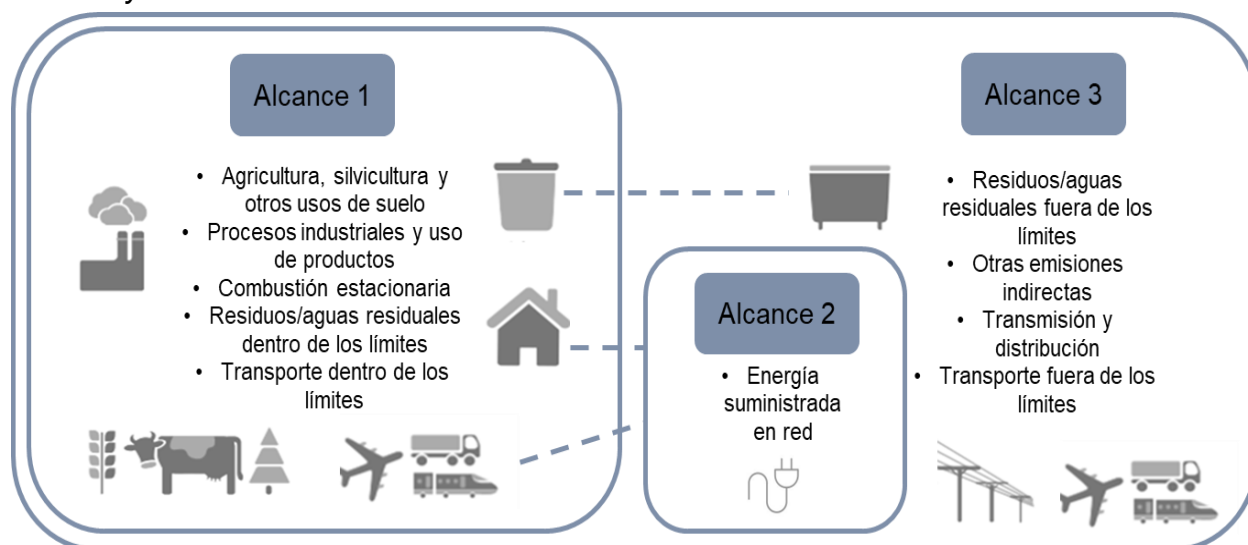 Alcance 1
• Agricultura, silvicultura y
otros usos de suelo
• Procesos industriales y uso
de productos
• Combustión estacionaria
• Residuos/aguas residuales
dentro de los límites
• Transporte dentro de los
límites
Alcance 2
• Energía
suministrada
en red
Alcance 3
• Residuos/aguas
residuales fuera de los
límites
• Otras emisiones
indirectas
• Transmisión y
distribución
• Transporte fuera de los
límites